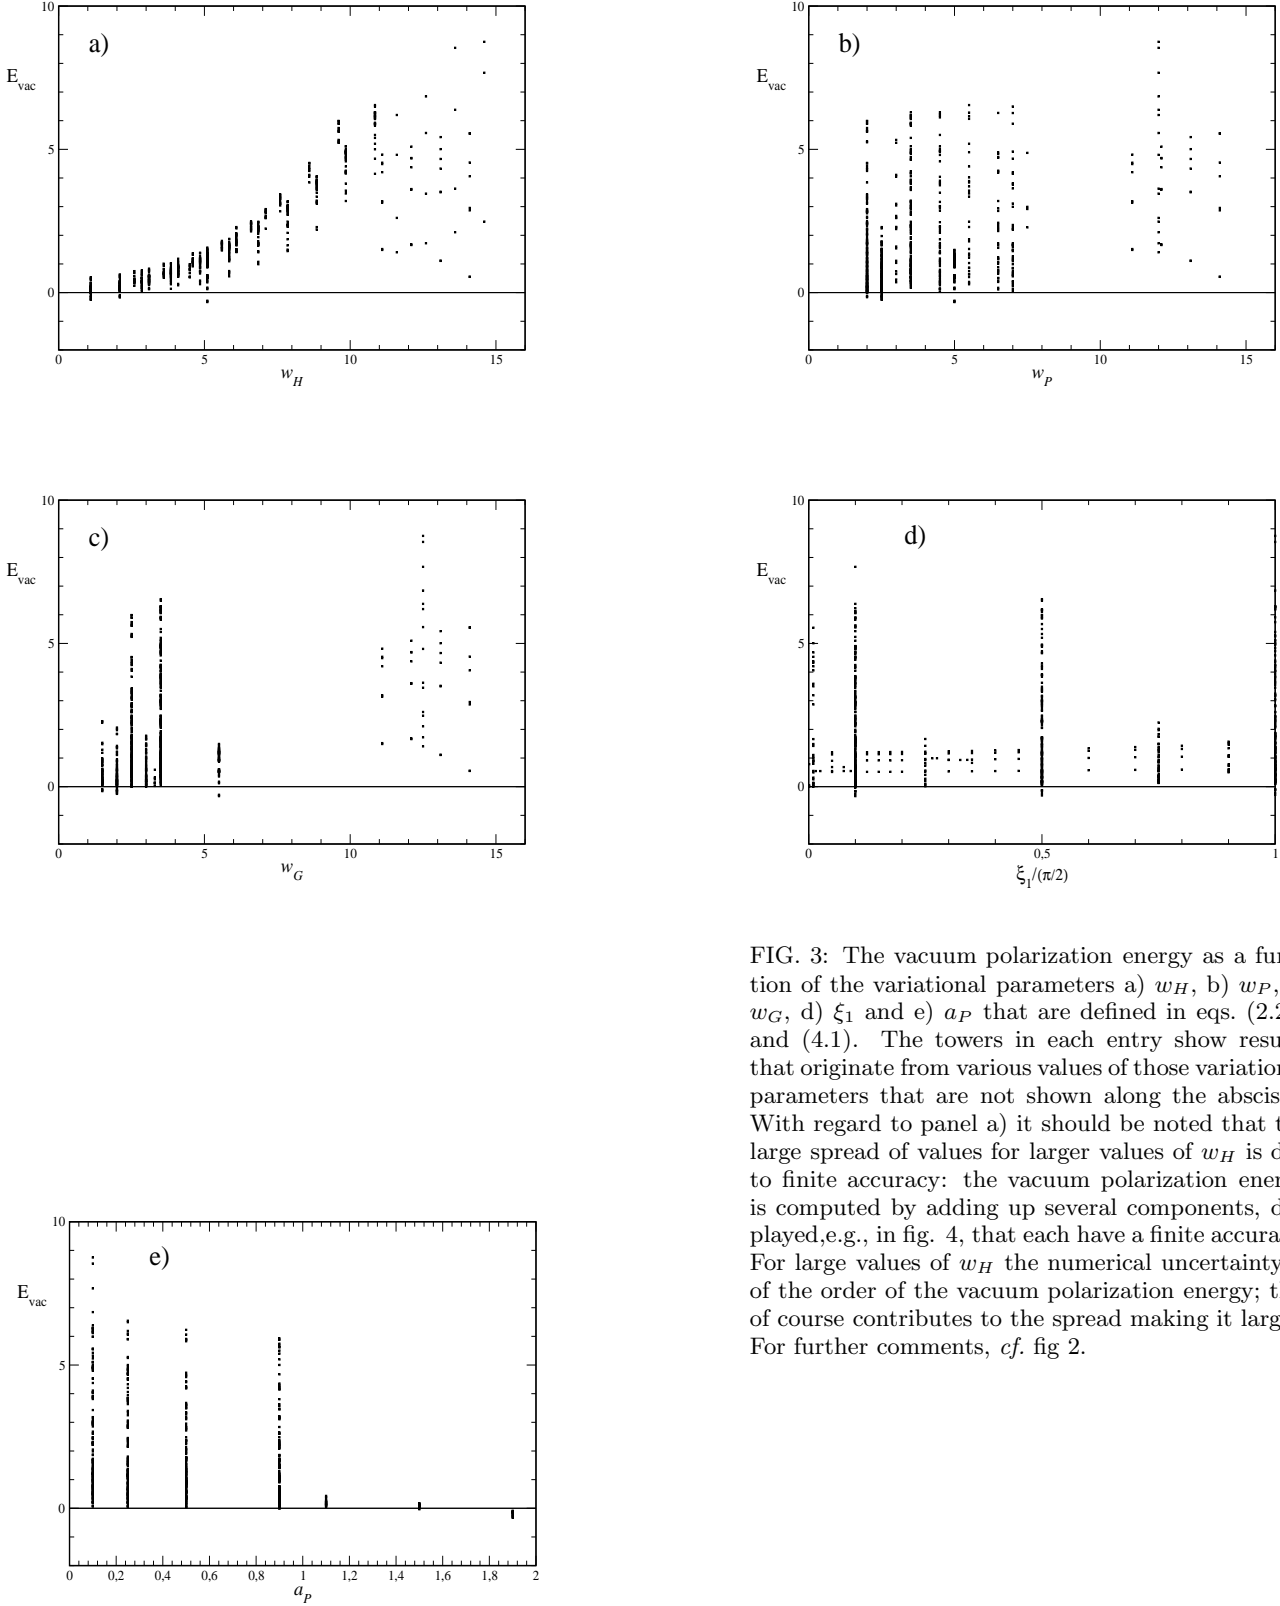 a)
E_vac
10
5
0
0 5 10 15
w_H
b)
E_vac
10
5
0
0 5 10 15
w_P
c)
E_vac
10
5
0
0 5 10 15
w_G
d)
E_vac
10
5
0
0 0,5 1
ξ_1/(π/2)
FIG. 3: The vacuum polarization energy as a fun
tion of the variational parameters a) w_H, b) w_P,
w_G, d) ξ_1 and e) a_P that are defined in eqs. (2.2
and (4.1). The towers in each entry show resu
that originate from various values of those variation
parameters that are not shown along the abscis
With regard to panel a) it should be noted that t
large spread of values for larger values of w_H is d
to finite accuracy: the vacuum polarization ener
is computed by adding up several components, d
played,e.g., in fig. 4, that each have a finite accura
For large values of w_H the numerical uncertainty
of the order of the vacuum polarization energy; th
of course contributes to the spread making it larg
For further comments, cf. fig 2.
e)
E_vac
10
5
0
0 0,2 0,4 0,6 0,8 1 1,2 1,4 1,6 1,8 2
a_P